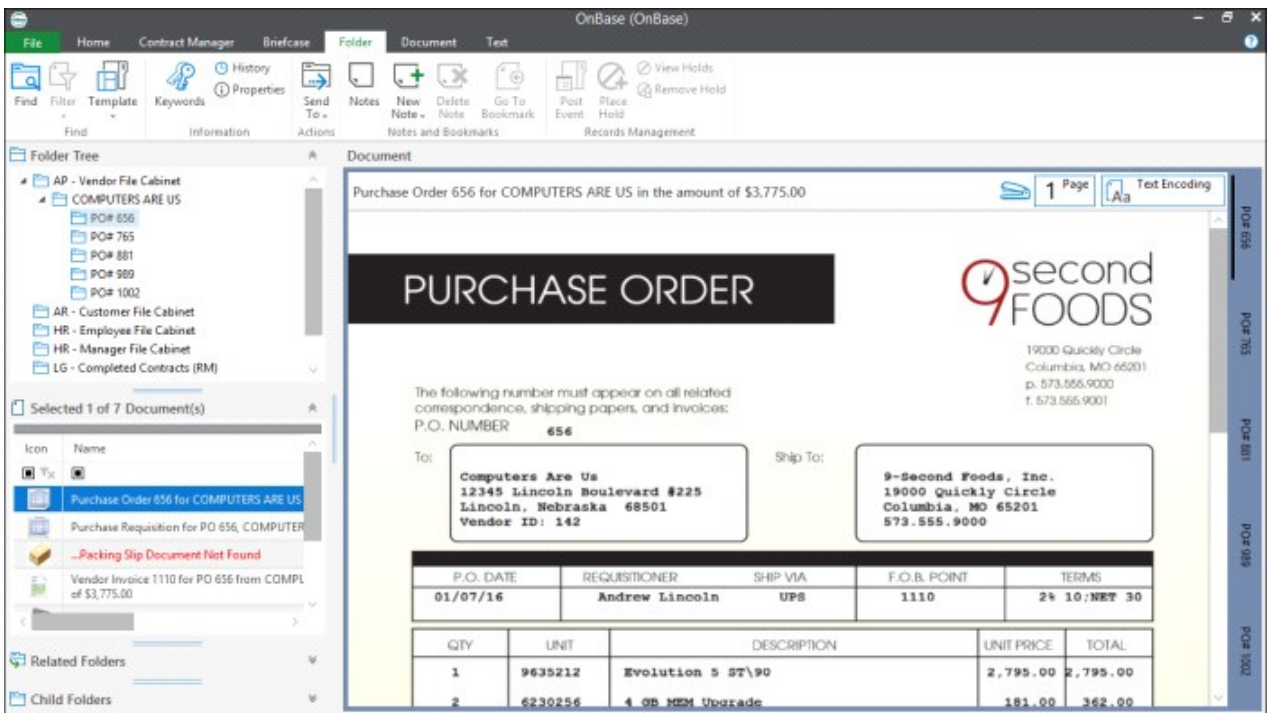 OnBase (OnBase)
File Home Contract Manager Briefcase Folder Document Text
Find Filter Template Keywords History Properties Send To Notes New Note Delete Note Go To Bookmark Post Event Place Hold View Holds Remove Hold
Find Information Actions Notes and Bookmarks Records Management
Folder Tree
AP - Vendor File Cabinet
COMPUTERS ARE US
PO# 656
PO# 765
PO# 881
PO# 989
PO# 1002
AR - Customer File Cabinet
HR - Employee File Cabinet
HR - Manager File Cabinet
LG - Completed Contracts (RM)
Selected 1 of 7 Document(s)
Icon Name
Purchase Order 656 for COMPUTERS ARE US
Purchase Requisition for PO 656, COMPUTER
...Packing Slip Document Not Found
Vendor Invoice 1110 for PO 656 from COMPL
of $3,775.00
Related Folders
Child Folders
Document
Purchase Order 656 for COMPUTERS ARE US in the amount of $3,775.00
1 Page
Aa Text Encoding
PURCHASE ORDER
9 second
FOODS
19000 Quickly Circle
Columbia, MO 65201
p. 573.555.9000
f. 573.555.9001
The following number must appear on all related
correspondence, shipping papers, and invoices:
P.O. NUMBER 656
To:
Computers Are Us
12345 Lincoln Boulevard #225
Lincoln, Nebraska 68501
Vendor ID: 142
Ship To:
9-Second Foods, Inc.
19000 Quickly Circle
Columbia, MO 65201
573.555.9000
P.O. DATE REQUISITIONER SHIP VIA F.O.B. POINT TERMS
01/07/16 Andrew Lincoln UPS 1110 2% 10;NET 30
QTY UNIT DESCRIPTION UNIT PRICE TOTAL
1 9635212 Evolution 5 ST\90 2,795.00 2,795.00
2 6230256 4 GB MEM Upgrade 181.00 362.00
PO# 656
PO# 765
PO# 881
PO# 989
PO# 1002